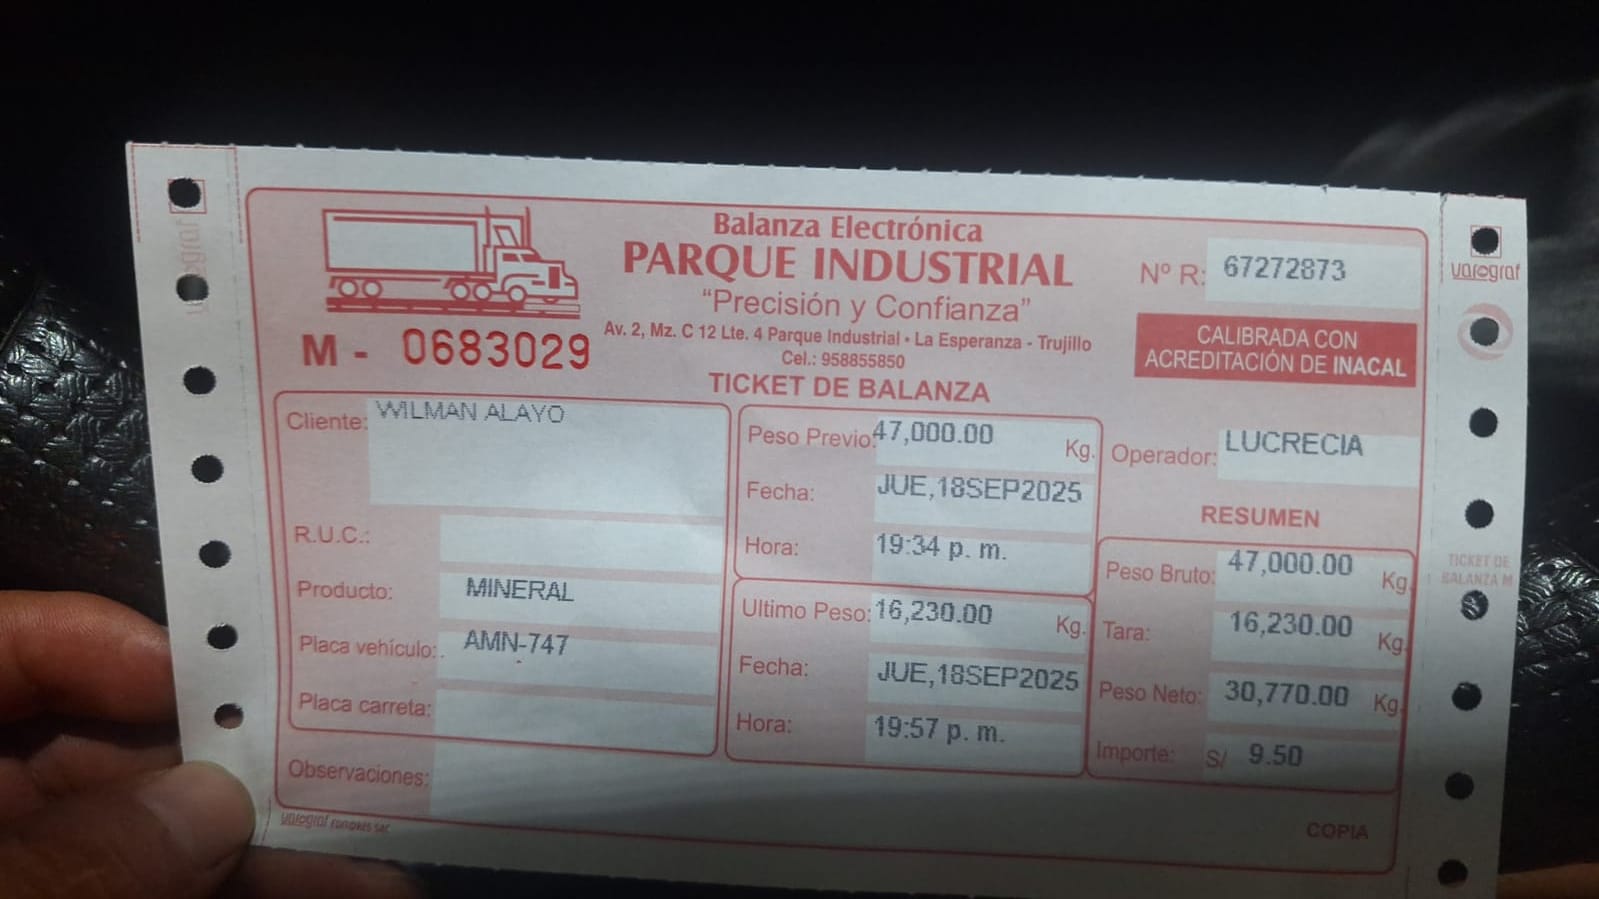 Balanza Electrónica
PARQUE INDUSTRIAL
"Precisión y Confianza"
Av. 2, Mz. C 12 Lte. 4 Parque Industrial • La Esperanza - Trujillo
Cel.: 958855850
Nº R: 67272873
CALIBRADA CON
ACREDITACIÓN DE INACAL
M - 0683029
TICKET DE BALANZA
Cliente: WILMAN ALAYO
R.U.C.:
Producto: MINERAL
Placa vehículo: AMN-747
Placa carreta:
Observaciones:
Peso Previo: 47,000.00 Kg.
Fecha: JUE,18SEP2025
Hora: 19:34 p. m.
Ultimo Peso: 16,230.00 Kg.
Fecha: JUE,18SEP2025
Hora: 19:57 p. m.
Operador: LUCRECIA
RESUMEN
Peso Bruto: 47,000.00 Kg.
Tara: 16,230.00 Kg.
Peso Neto: 30,770.00 Kg.
Importe: S/ 9.50
COPIA
varograf
varograf
TICKET DE
BALANZA M
varograf